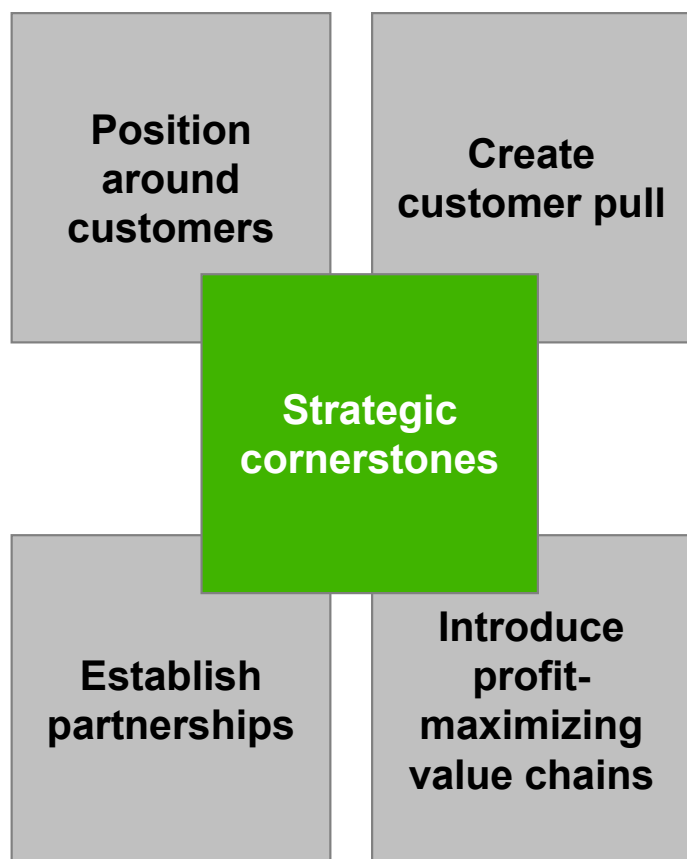 Position
around
customers
Create
customer pull
Strategic
cornerstones
Establish
partnerships
Introduce
profit-
maximizing
value chains